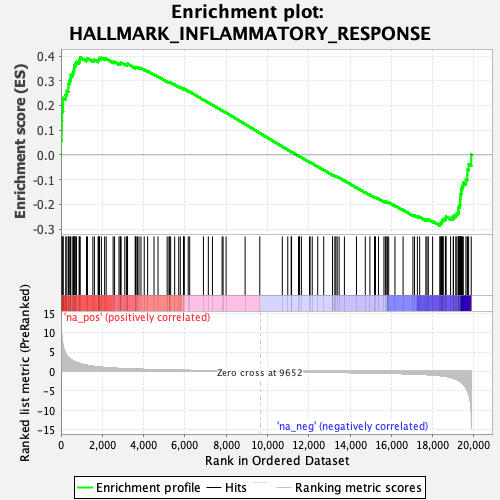 Enrichment plot:
HALLMARK_INFLAMMATORY_RESPONSE
Enrichment score (ES)
0.4
0.3
0.2
0.1
0.0
-0.1
-0.2
-0.3
'na_pos' (positively correlated)
Ranked list metric (PreRanked)
15
10
5
0
-5
-10
-15
Zero cross at 9652
'na_neg' (negatively correlated)
0
2,000
4,000
6,000
8,000
10,000
12,000
14,000
16,000
18,000
20,000
Rank in Ordered Dataset
Enrichment profile
Hits
Ranking metric scores